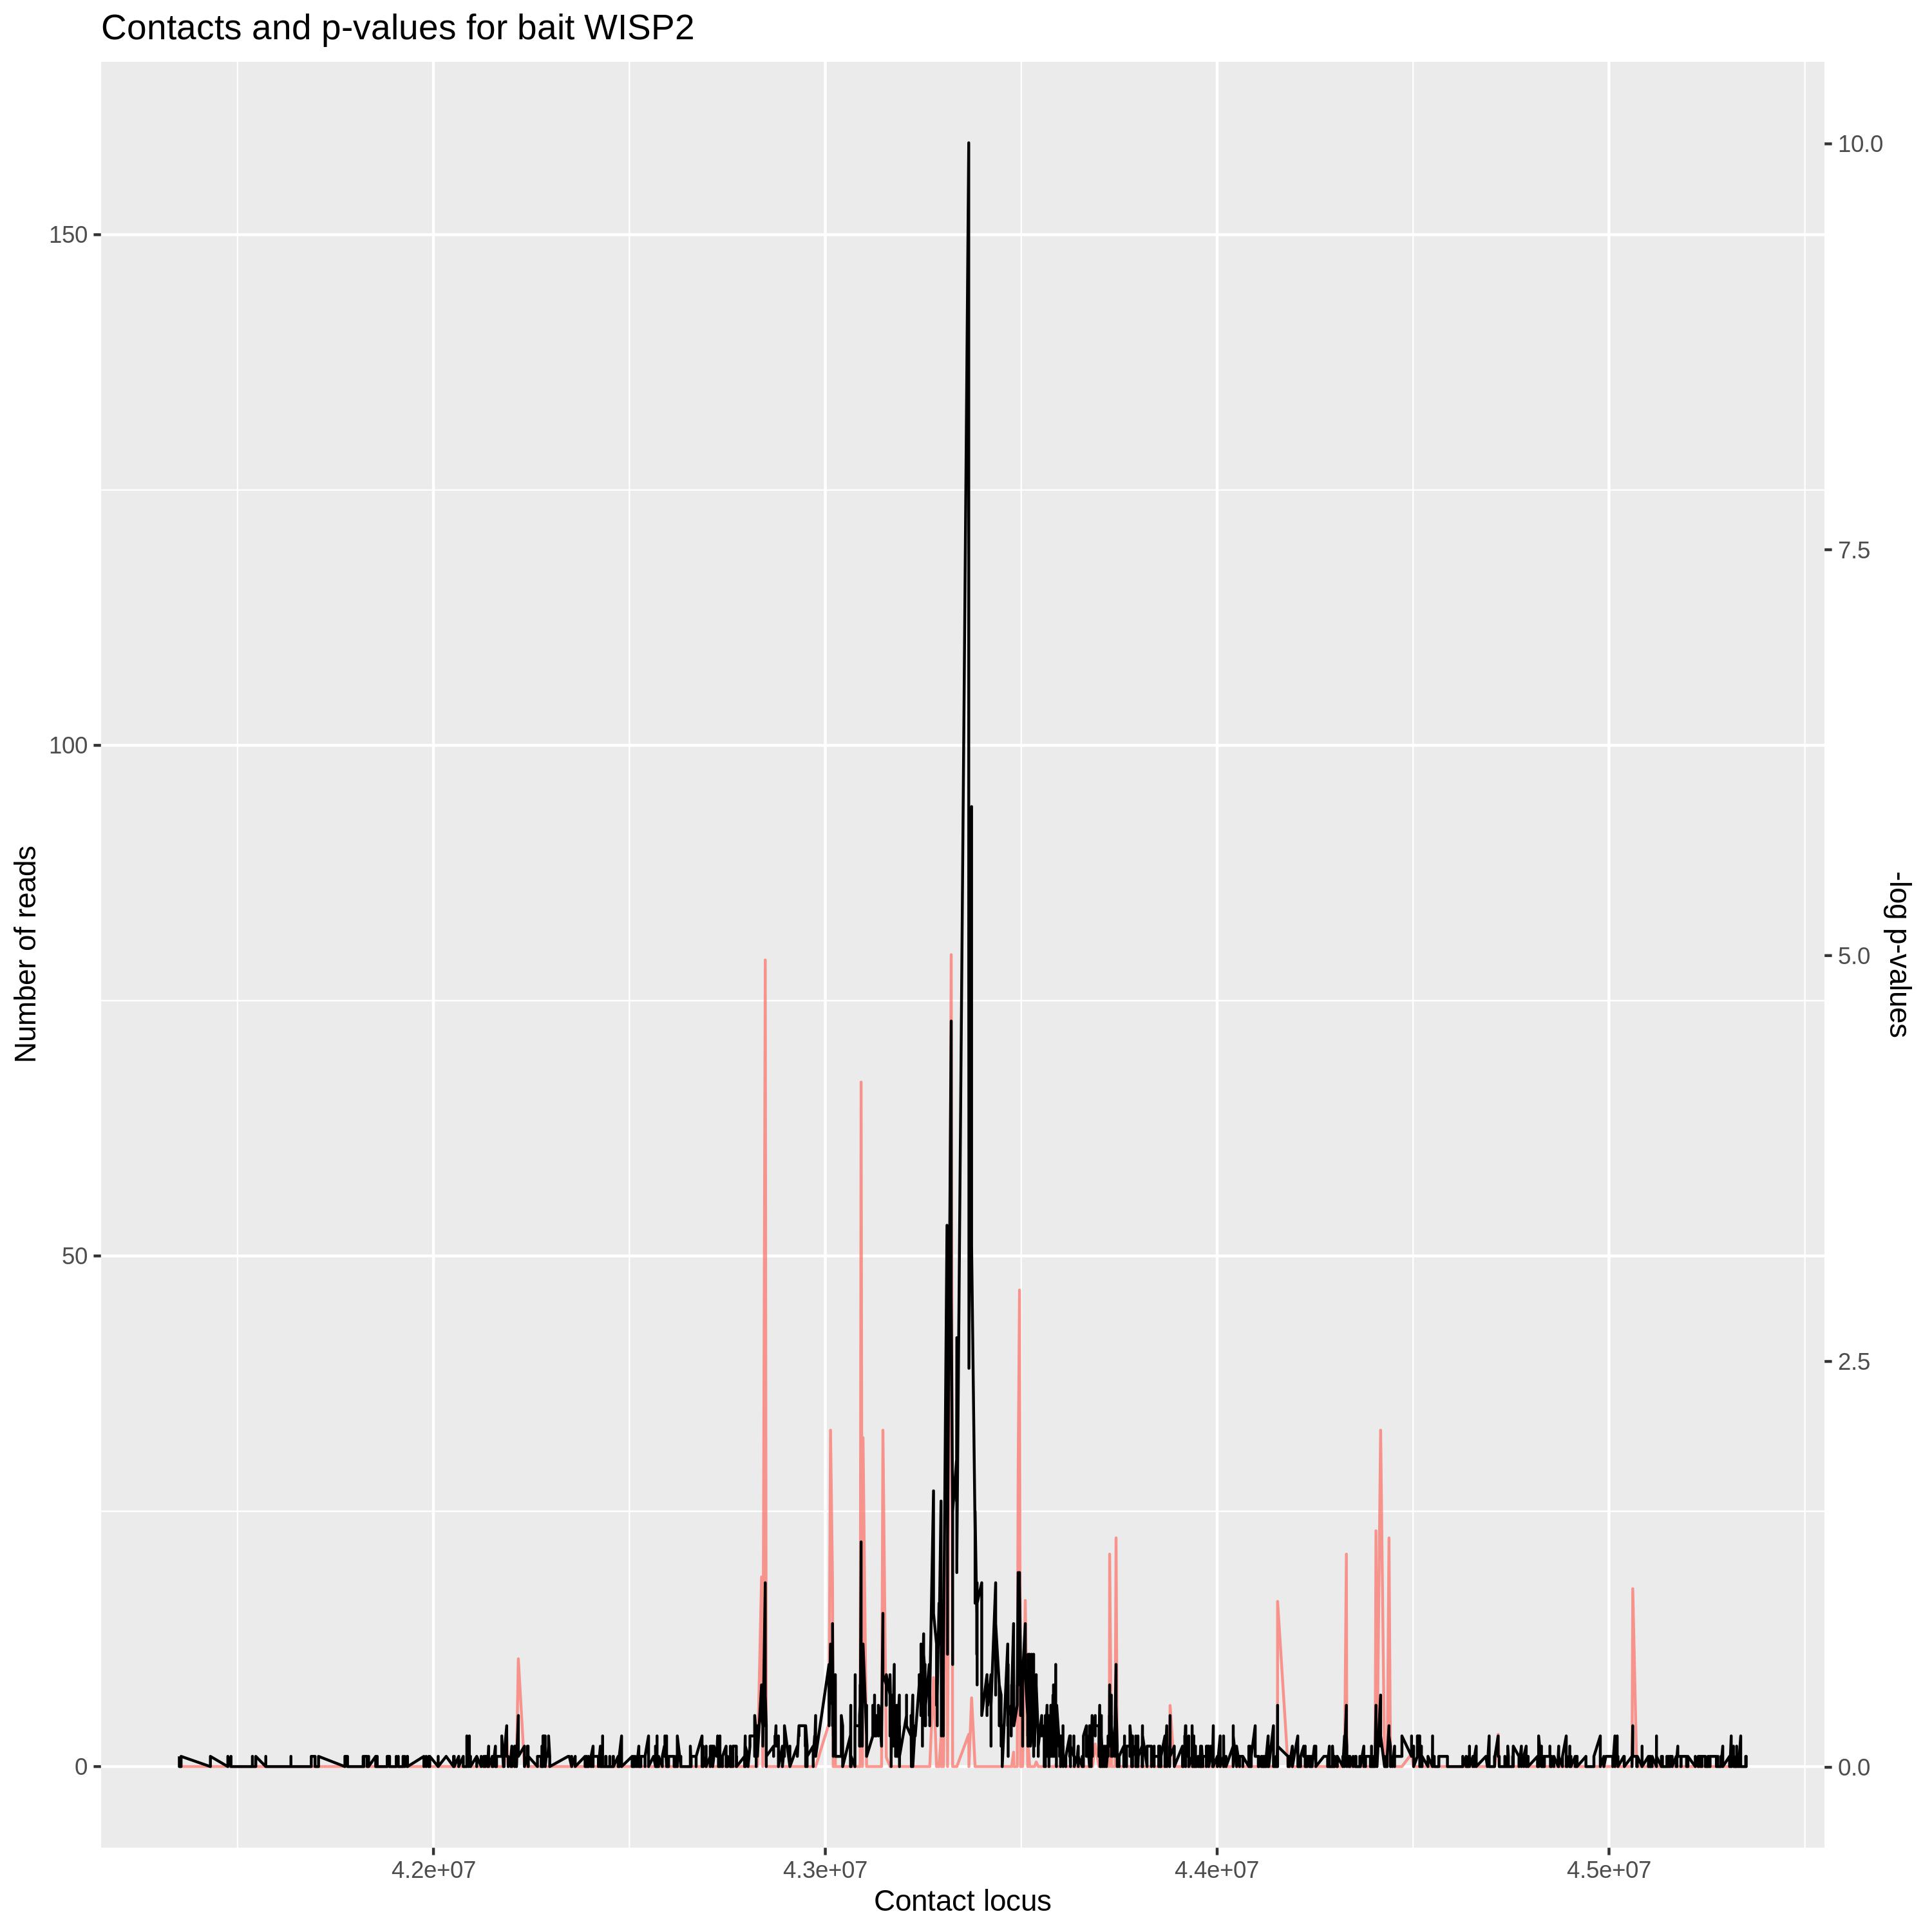 Contacts and p-values for bait WISP2
Number of reads
150
100
50
0
10.0
7.5
5.0
2.5
0.0
-log p-values
4.2e+07
4.3e+07
4.4e+07
4.5e+07
Contact locus